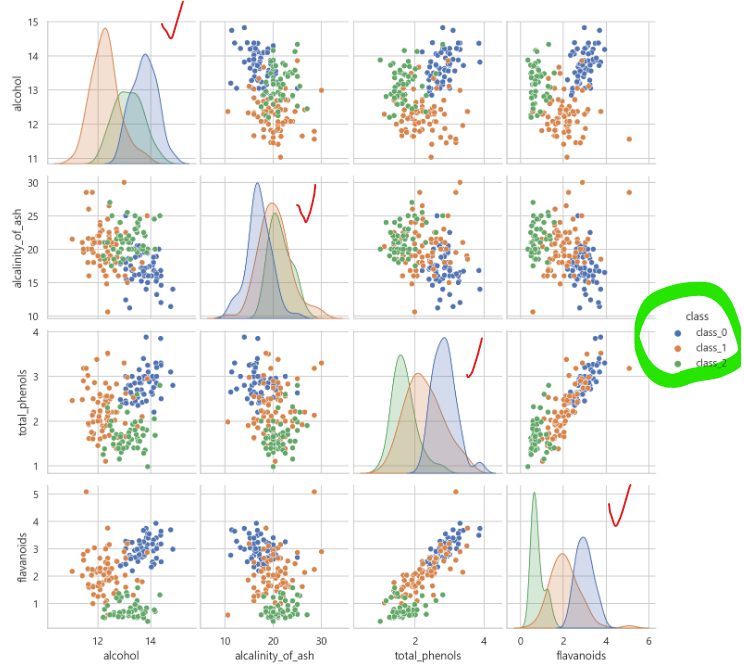 15
14
13
12
11
alcohol
30
25
20
15
10
alcalinity_of_ash
class
class_0
class_1
class_2
4
3
2
1
total_phenols
5
4
3
2
1
flavanoids
12 14
10 20 30
2 4
0 2 4 6
alcohol
alcalinity_of_ash
total_phenols
flavanoids